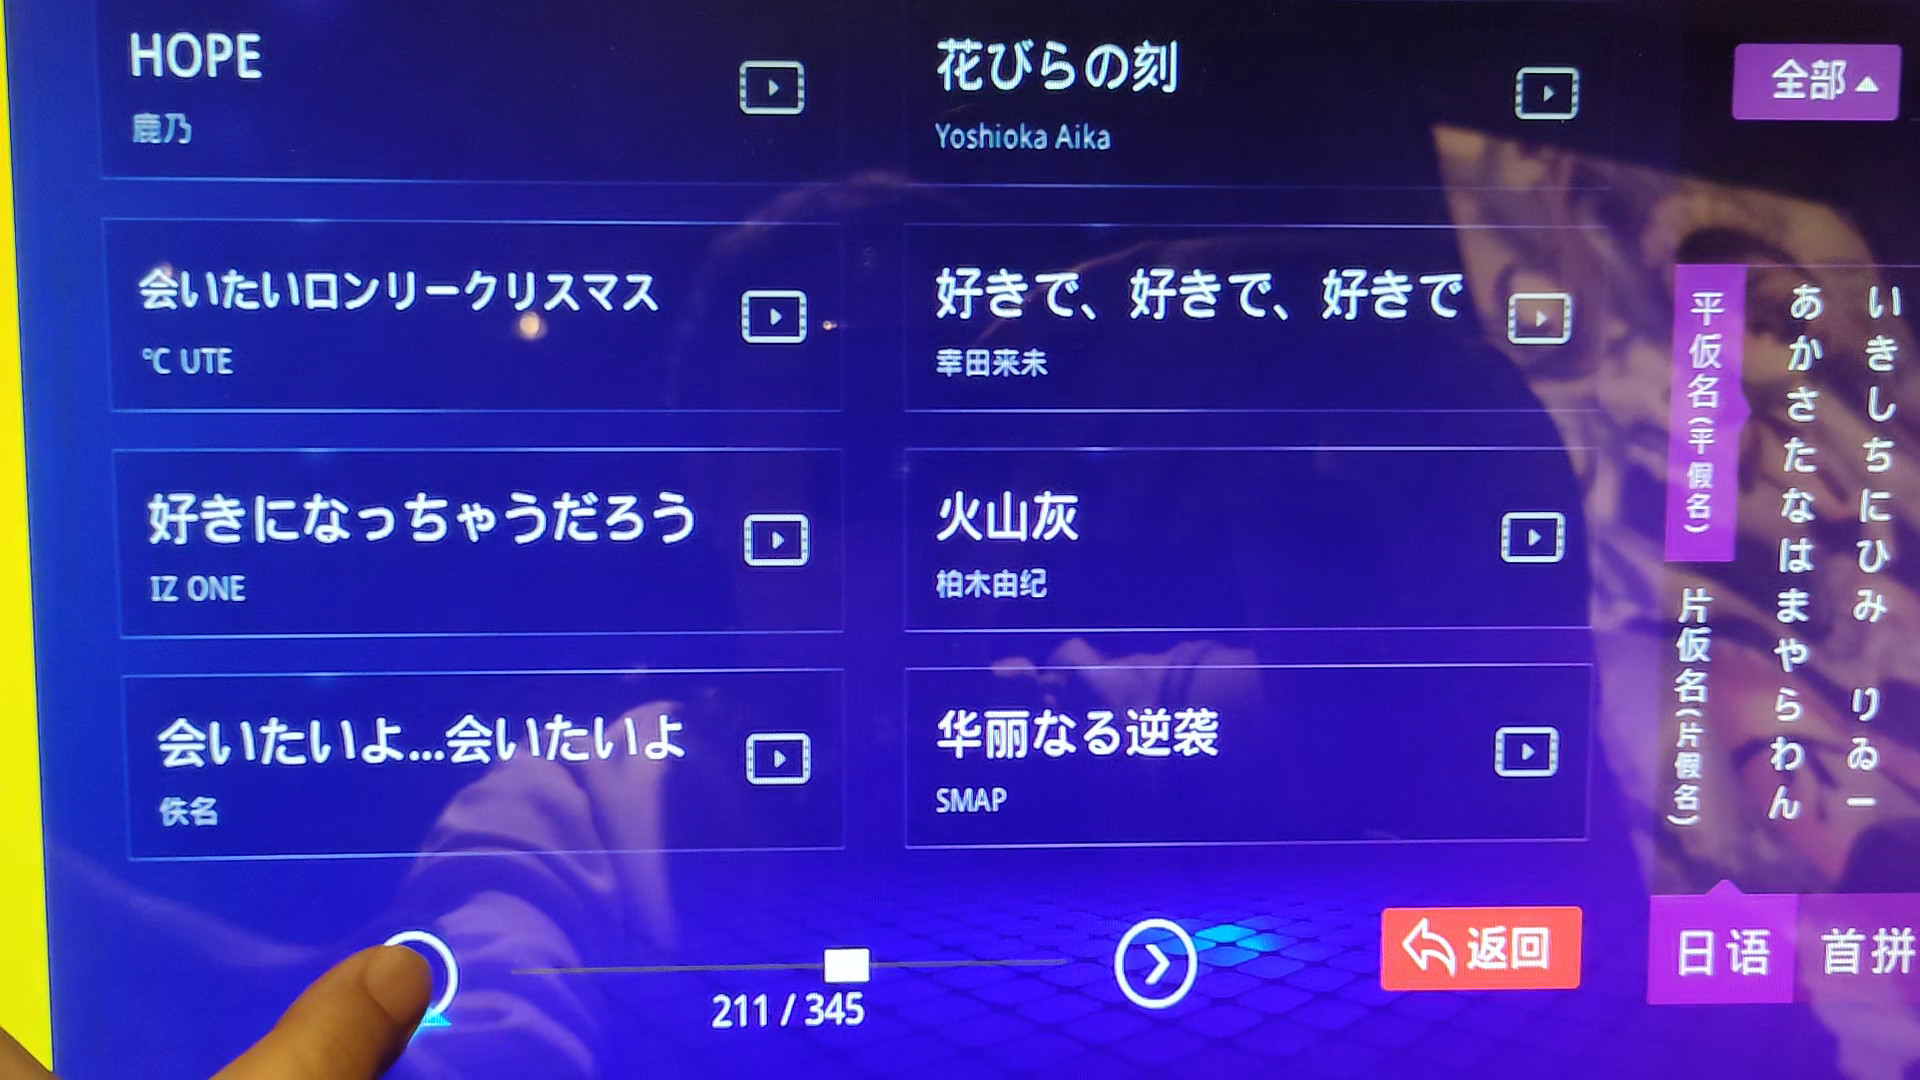 HOPE
鹿乃
花びらの刻
Yoshioka Aika
全部
会いたいロンリークリスマス
℃ UTE
好きで、好きで、好きで
幸田来未
好きになっちゃうだろう
IZ ONE
火山灰
柏木由纪
会いたいよ...会いたいよ
佚名
华丽なる逆袭
SMAP
平仮名(平假名)
片仮名(片假名)
あかさたなはまやらわん
いきしちにひみ りゐー
211 / 345
返回
日语
首拼